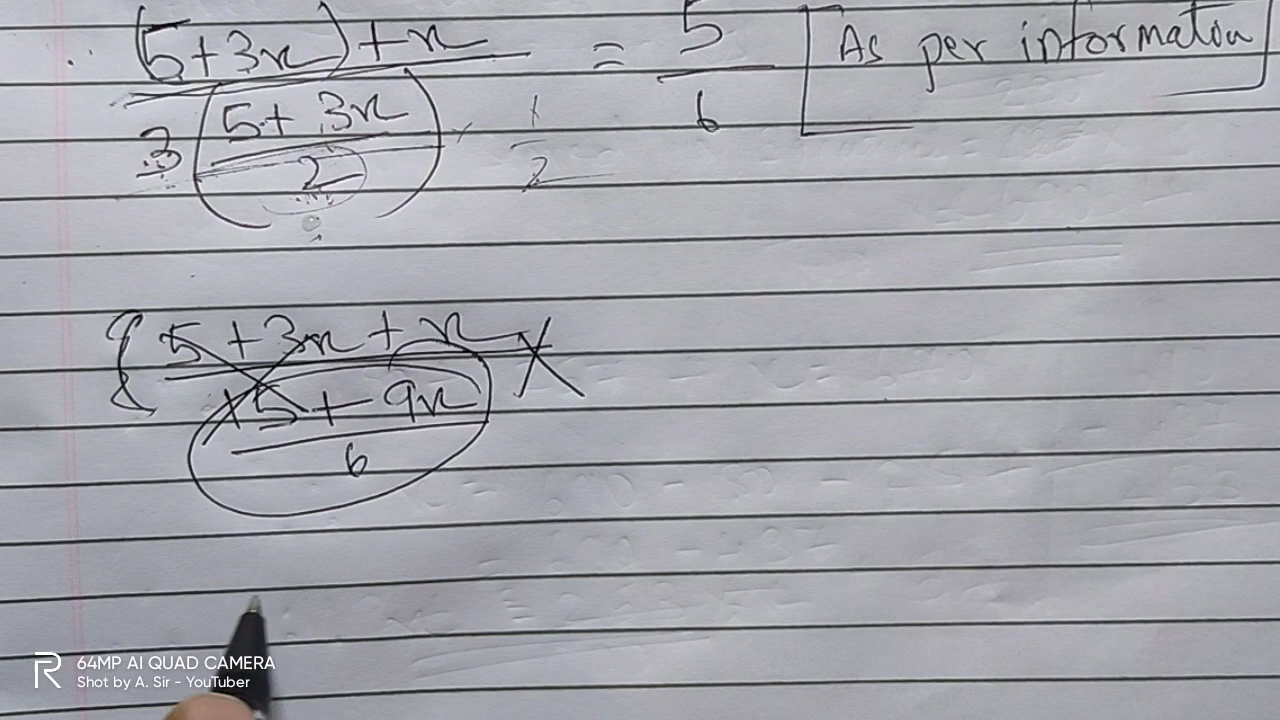 ∴ (5+3x)+x = 5 [As per information]
3 (5+3x) × 1 6
2 2
{ 5+3x+x
15+9x
6
64MP AI QUAD CAMERA
Shot by A. Sir - YouTuber